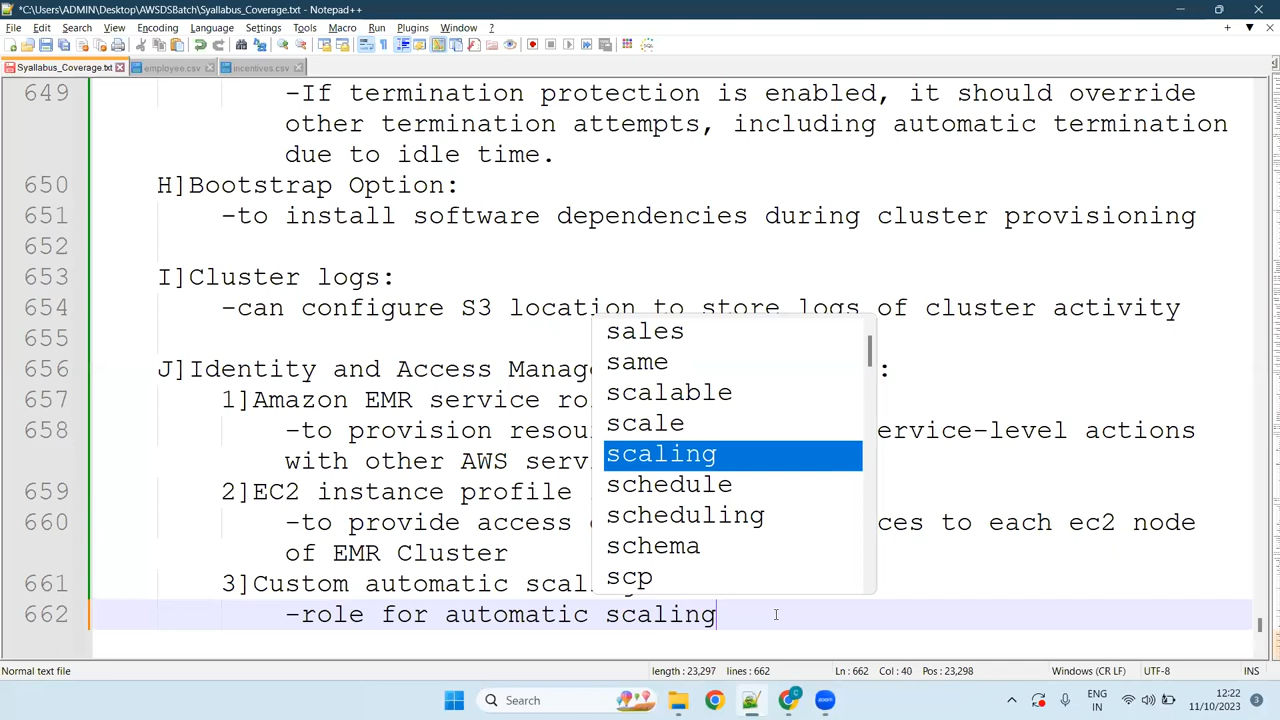 *C:\Users\ADMIN\Desktop\AWSDSBatch\Syallabus_Coverage.txt - Notepad++
File Edit Search View Encoding Language Settings Tools Macro Run Plugins Window ?
Syallabus_Coverage.txt employee.csv incentives.csv
649 -If termination protection is enabled, it should override
other termination attempts, including automatic termination
due to idle time.
650 H]Bootstrap Option:
651 -to install software dependencies during cluster provisioning
652
653 I]Cluster logs:
654 -can configure S3 location to store logs of cluster activity
655
656 J]Identity and Access Manag :
657 1]Amazon EMR service ro
658 -to provision resou ervice-level actions
with other AWS serv
659 2]EC2 instance profile
660 -to provide access ces to each ec2 node
of EMR Cluster
661 3]Custom automatic scal
662 -role for automatic scaling
sales
same
scalable
scale
scaling
schedule
scheduling
schema
scp
Normal text file length : 23,297 lines : 662 Ln : 662 Col : 40 Pos : 23,298 Windows (CR LF) UTF-8 INS
Search
ENG
IN
12:22
11/10/2023
3